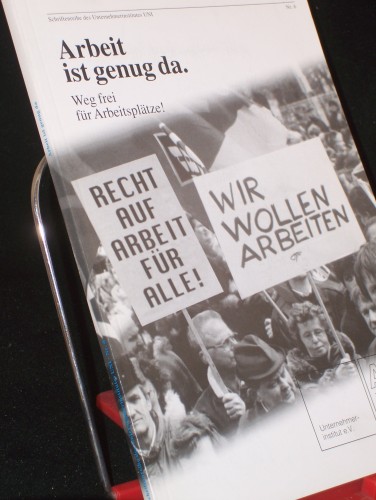 Schriftenreihe des Unternehmerinstituts UNI
Nr. 6
Arbeit
ist genug da.
Weg frei
für Arbeitsplätze!
RECHT
AUF
ARBEIT
FÜR
ALLE!
WIR
WOLLEN
ARBEITEN
Unternehmer-
institut e.V.